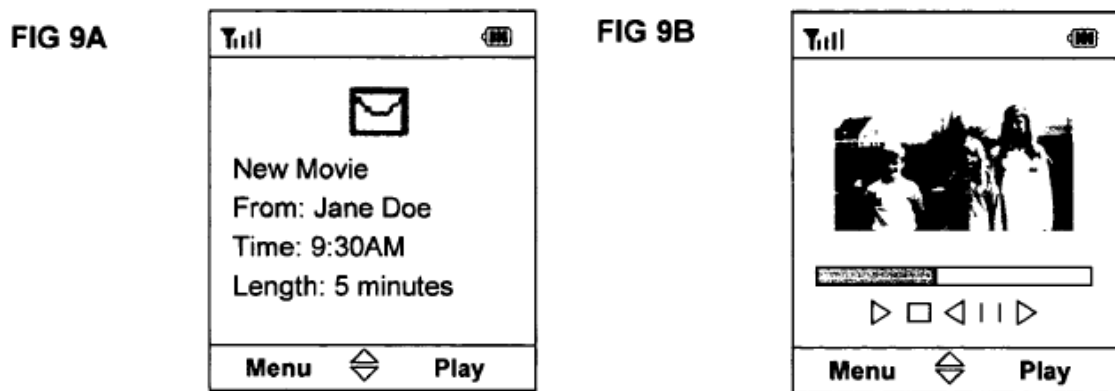 FIG 9A
New Movie
From: Jane Doe
Time: 9:30AM
Length: 5 minutes
Menu Play
FIG 9B
Menu Play